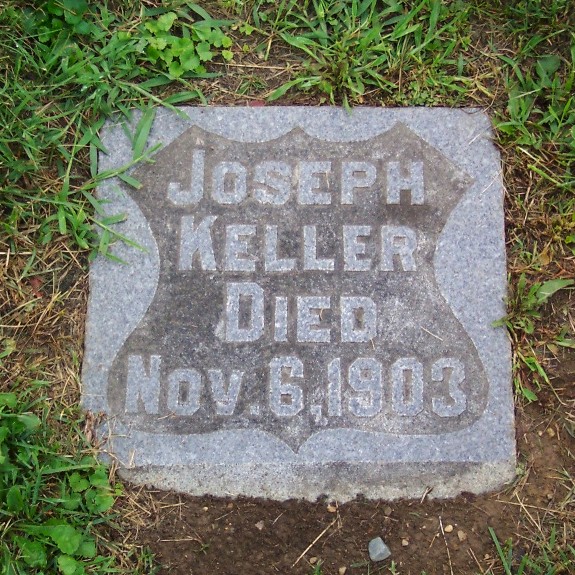 JOSEPH
KELLER
DIED
NOV. 6, 1903